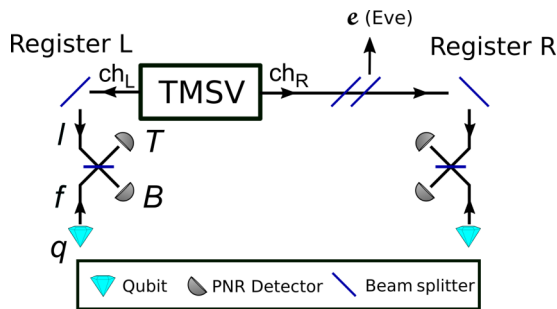 e (Eve)
Register L
Register R
ch_L
TMSV
ch_R
l
T
f
B
q
Qubit
PNR Detector
Beam splitter